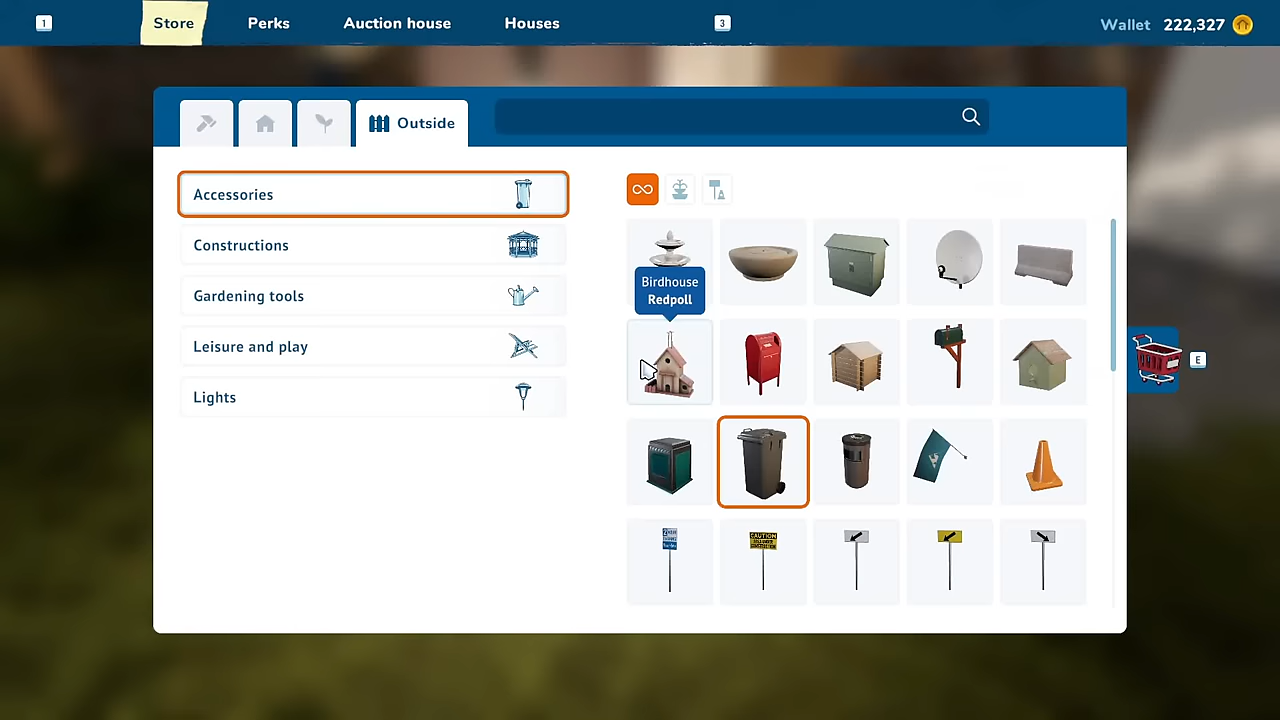 1
Store
Perks
Auction house
Houses
3
Wallet 222,327
Outside
Accessories
Constructions
Gardening tools
Leisure and play
Lights
Birdhouse
Redpoll
E
CAUTION